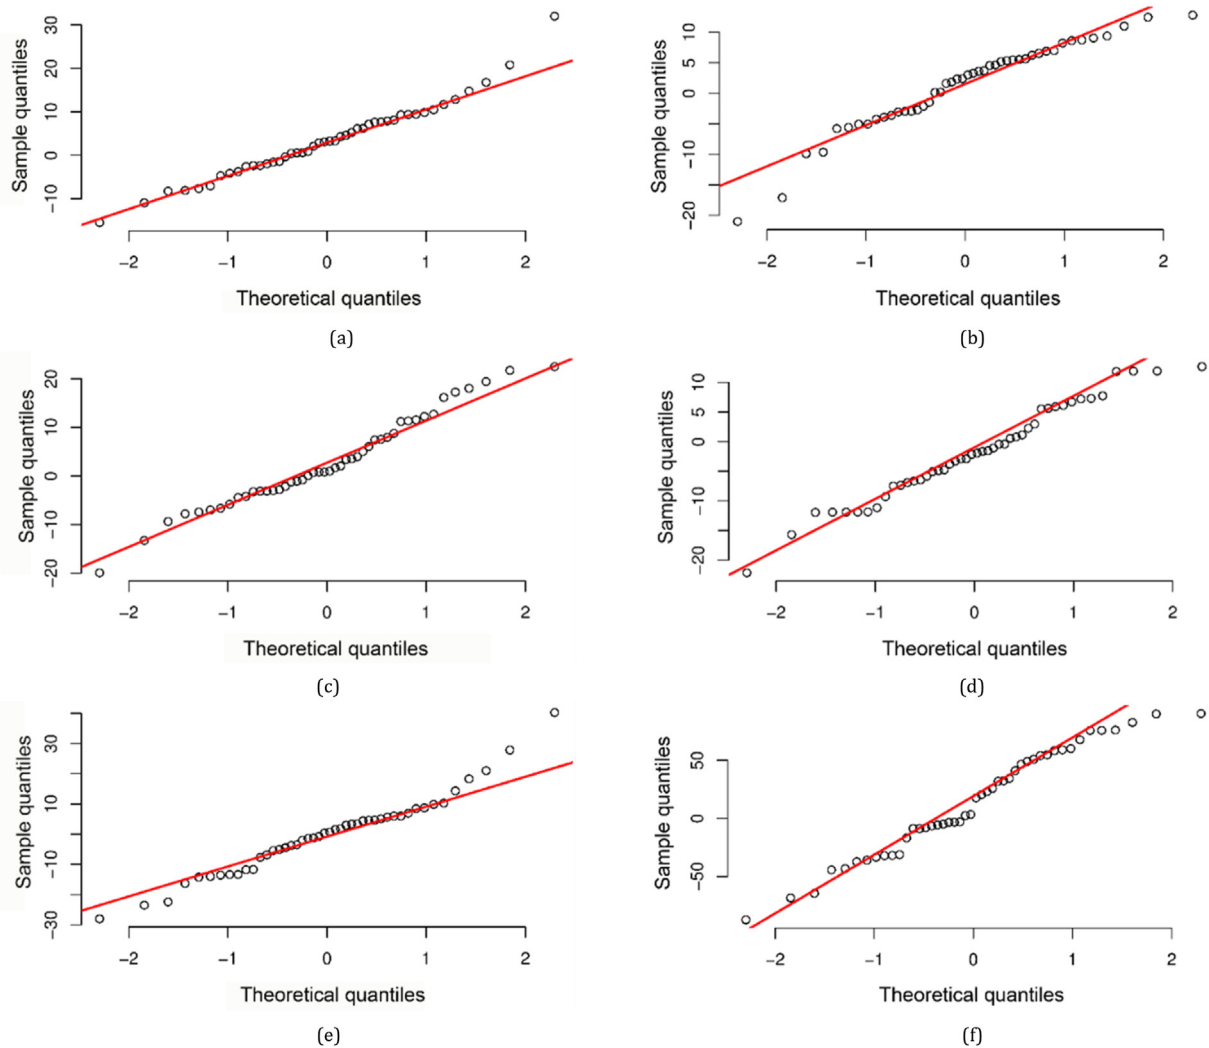 30
20
10
0
−10
Sample quantiles
−2 −1 0 1 2
Theoretical quantiles
(a)
10
5
0
−10
−20
Sample quantiles
−2 −1 0 1 2
Theoretical quantiles
(b)
20
10
0
−10
−20
Sample quantiles
−2 −1 0 1 2
Theoretical quantiles
(c)
10
5
0
−10
−20
Sample quantiles
−2 −1 0 1 2
Theoretical quantiles
(d)
30
10
−10
−30
Sample quantiles
−2 −1 0 1 2
Theoretical quantiles
(e)
50
0
−50
Sample quantiles
−2 −1 0 1 2
Theoretical quantiles
(f)